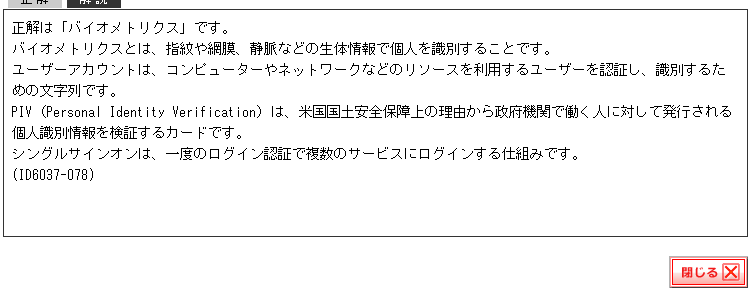 正解 解説
正解は「バイオメトリクス」です。
バイオメトリクスとは、指紋や網膜、静脈などの生体情報で個人を識別することです。
ユーザーアカウントは、コンピューターやネットワークなどのリソースを利用するユーザーを認証し、識別するた
めの文字列です。
PIV (Personal Identity Verification) は、米国国土安全保障上の理由から政府機関で働く人に対して発行される
個人識別情報を検証するカードです。
シングルサインオンは、一度のログイン認証で複数のサービスにログインする仕組みです。
(ID6037-078)
閉じる